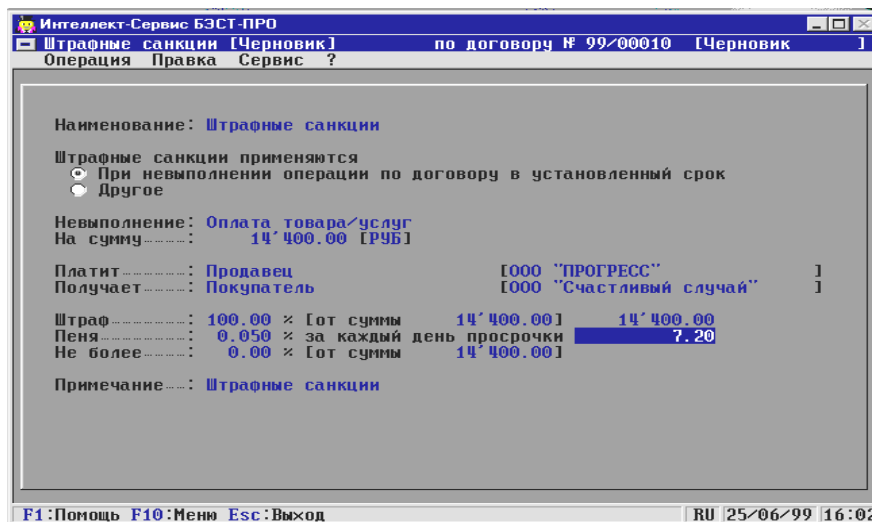 Интеллект-Сервис БЭСТ-ПРО
Штрафные санкции [Черновик] по договору № 99/00010 [Черновик ]
Операция Правка Сервис ?
Наименование: Штрафные санкции
Штрафные санкции применяются
При невыполнении операции по договору в установленный срок
Другое
Невыполнение: Оплата товара/услуг
На сумму: 14'400.00 [РУБ]
Платит: Продавец [ООО "ПРОГРЕСС" ]
Получает: Покупатель [ООО "Счастливый случай" ]
Штраф: 100.00 % [от суммы 14'400.00] 14'400.00
Пеня: 0.050 % за каждый день просрочки 7.20
Не более: 0.00 % [от суммы 14'400.00]
Примечание: Штрафные санкции
F1:Помощь F10:Меню Esc:Выход RU 25/06/99 16:02